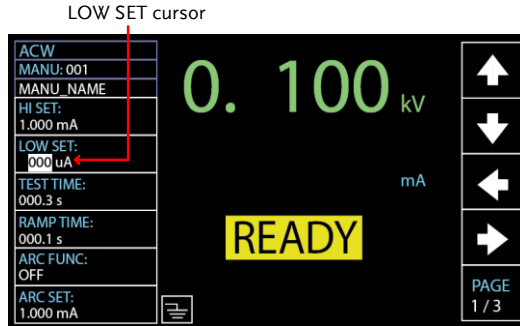 LOW SET cursor
ACW
MANU: 001
MANU_NAME
HI SET:
1.000 mA
LOW SET:
000 uA
TEST TIME:
000.3 s
RAMP TIME:
000.1 s
ARC FUNC:
OFF
ARC SET:
1.000 mA
0. 100 kV
mA
READY
PAGE
1 / 3